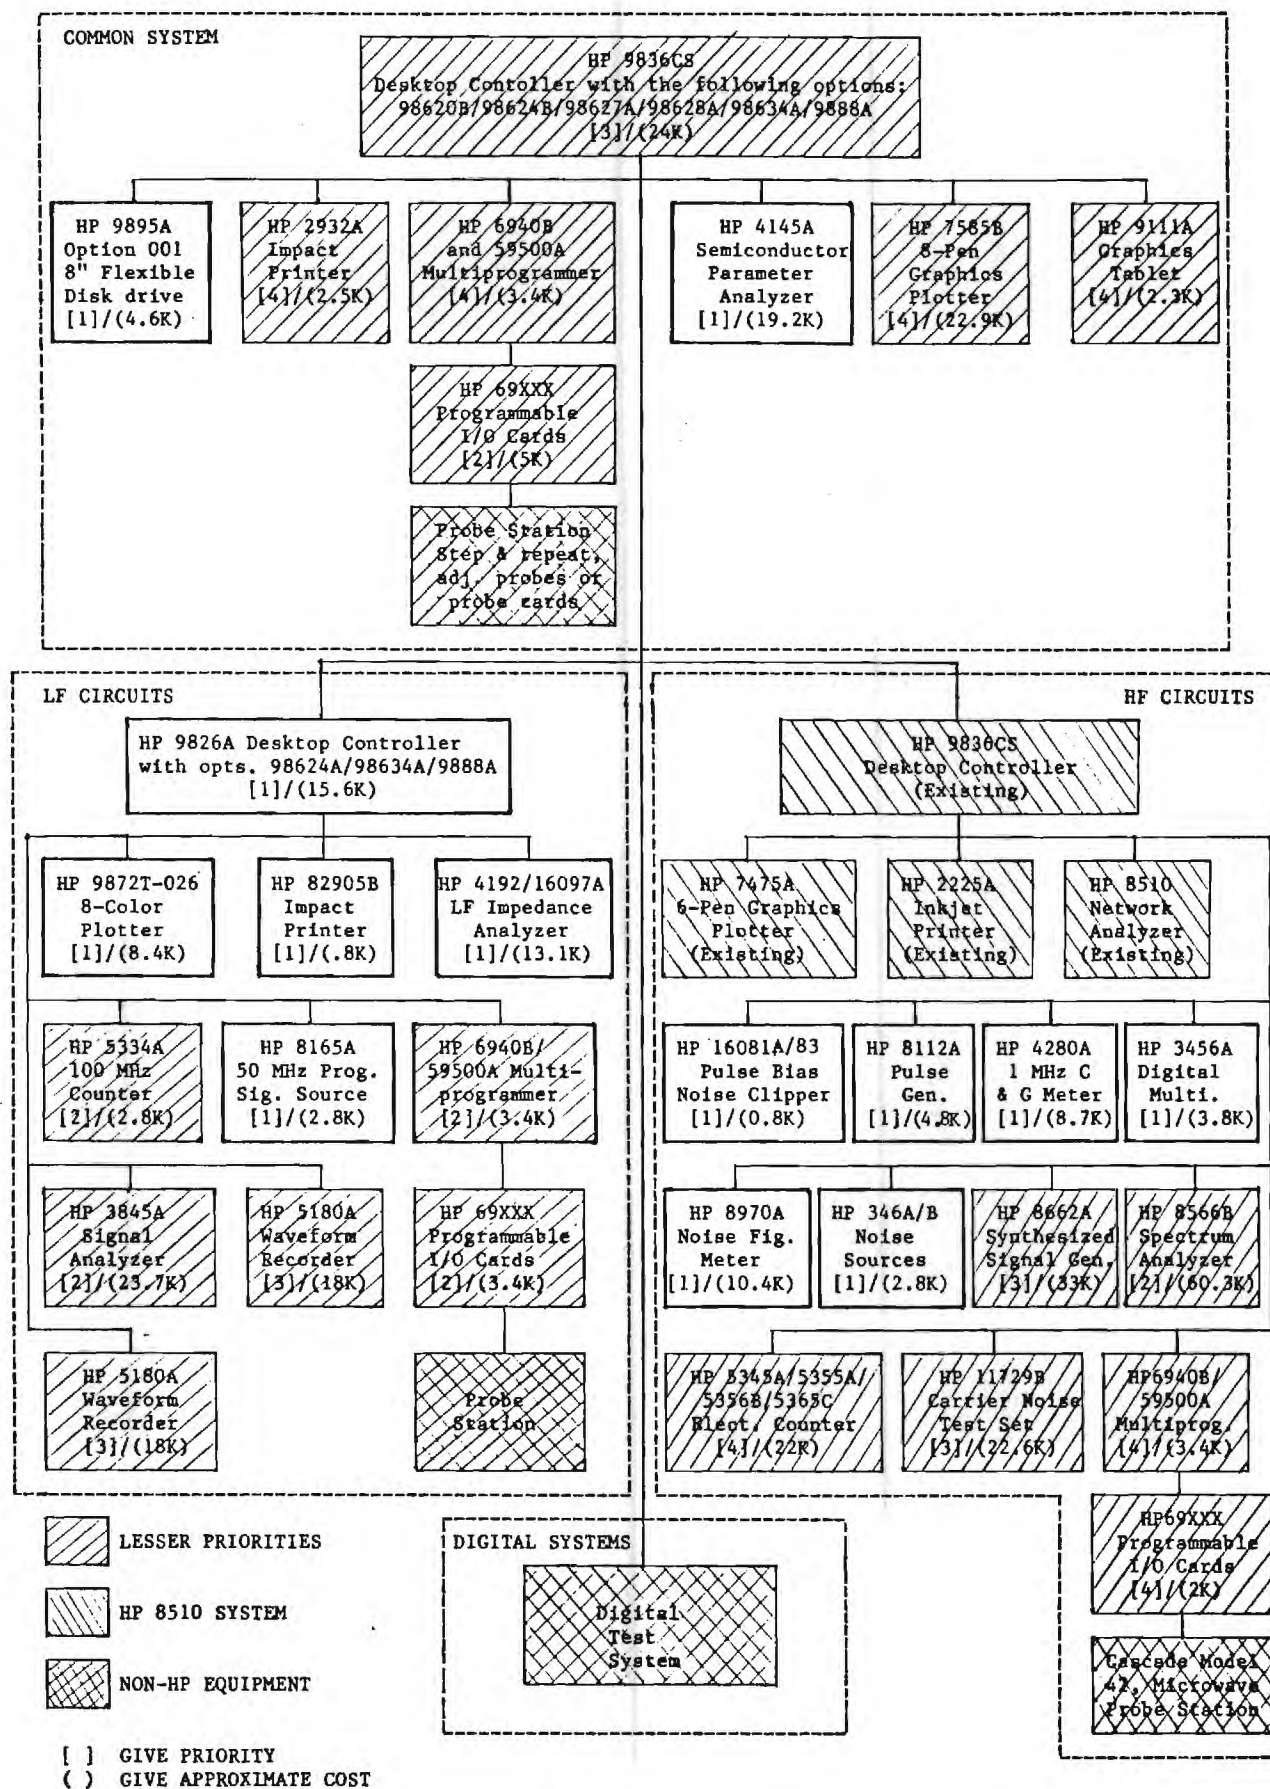 COMMON SYSTEM
HP 9836CS
Desktop Contoller with the following options:
98620B/98624B/98627A/98628A/98634A/9888A
[3]/(24K)
HP 9895A
Option 001
8" Flexible
Disk drive
[1]/(4.6K)
HP 2932A
Impact
Printer
[4]/(2.5K)
HP 6940B
and 59500A
Multiprogrammer
[4]/(3.4K)
HP 4145A
Semiconductor
Parameter
Analyzer
[1]/(19.2K)
HP 7585B
8-Pen
Graphics
Plotter
[4]/(22.9K)
HP 9111A
Graphics
Tablet
[4]/(2.3K)
HP 69XXX
Programmable
I/O Cards
[2]/(5K)
Probe Station
Step & repeat,
adj. probes or
probe cards
LF CIRCUITS
HP 9826A Desktop Controller
with opts. 98624A/98634A/9888A
[1]/(15.6K)
HP 9872T-026
8-Color
Plotter
[1]/(8.4K)
HP 82905B
Impact
Printer
[1]/(.8K)
HP 4192/16097A
LF Impedance
Analyzer
[1]/(13.1K)
HP 5334A
100 MHz
Counter
[2]/(2.8K)
HP 8165A
50 MHz Prog.
Sig. Source
[1]/(2.8K)
HP 6940B/
59500A Multi-
programmer
[2]/(3.4K)
HP 3845A
Signal
Analyzer
[2]/(23.7K)
HP 5180A
Waveform
Recorder
[3]/(18K)
HP 69XXX
Programmable
I/O Cards
[2]/(3.4K)
HP 5180A
Waveform
Recorder
[3]/(18K)
Probe
Station
HF CIRCUITS
HP 9836CS
Desktop Controller
(Existing)
HP 7475A
6-Pen Graphics
Plotter
(Existing)
HP 2225A
Inkjet
Printer
(Existing)
HP 8510
Network
Analyzer
(Existing)
HP 16081A/83
Pulse Bias
Noise Clipper
[1]/(0.8K)
HP 8112A
Pulse
Gen.
[1]/(4.8K)
HP 4280A
1 MHz C
& G Meter
[1]/(8.7K)
HP 3456A
Digital
Multi.
[1]/(3.8K)
HP 8970A
Noise Fig.
Meter
[1]/(10.4K)
HP 346A/B
Noise
Sources
[1]/(2.8K)
HP 8662A
Synthesized
Signal Gen.
[3]/(33K)
HP 8566B
Spectrum
Analyzer
[2]/(60.3K)
HP 5345A/5355A/
5356B/5365C
Elect. Counter
[4]/(22K)
HP 11729B
Carrier Noise
Test Set
[3]/(22.6K)
HP6940B/
59500A
Multiprog.
[4]/(3.4K)
HP69XXX
Programmable
I/O Cards
[4]/(2K)
Cascade Model
42, Microwave
Probe Station
DIGITAL SYSTEMS
Digital
Test
System
LESSER PRIORITIES
HP 8510 SYSTEM
NON-HP EQUIPMENT
[ ] GIVE PRIORITY
( ) GIVE APPROXIMATE COST